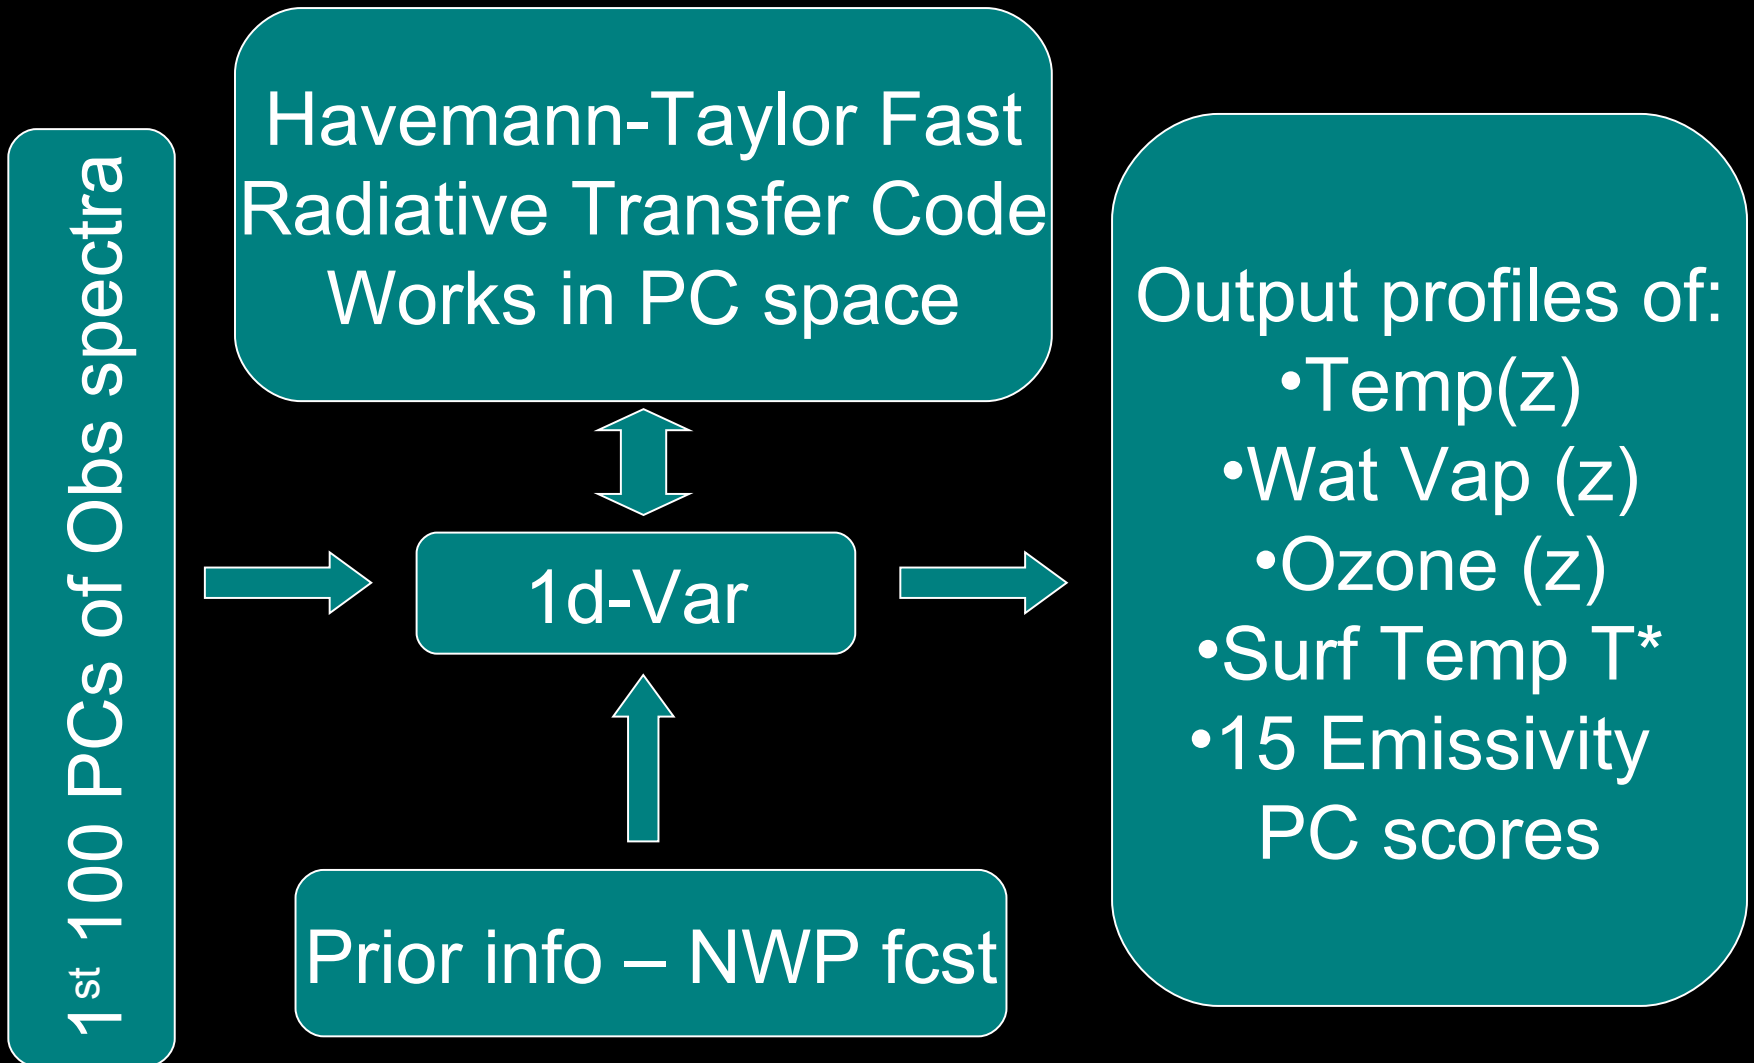 1st 100 PCs of Obs spectra
Havemann-Taylor Fast
Radiative Transfer Code
Works in PC space
1d-Var
Prior info – NWP fcst
Output profiles of:
•Temp(z)
•Wat Vap (z)
•Ozone (z)
•Surf Temp T*
•15 Emissivity
PC scores